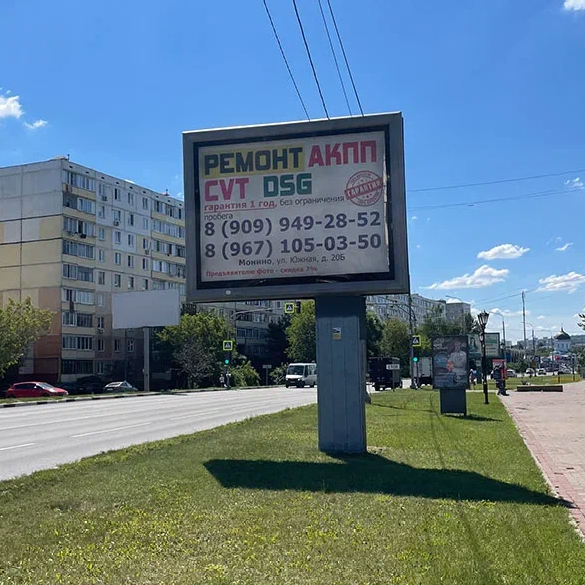 РЕМОНТ АКПП
CVT DSG
гарантия 1 год, без ограничения
пробега
ГАРАНТИЯ
8 (909) 949-28-52
8 (967) 105-03-50
Монино, ул. Южная, д. 20Б
Предъявителю фото - скидка 7%